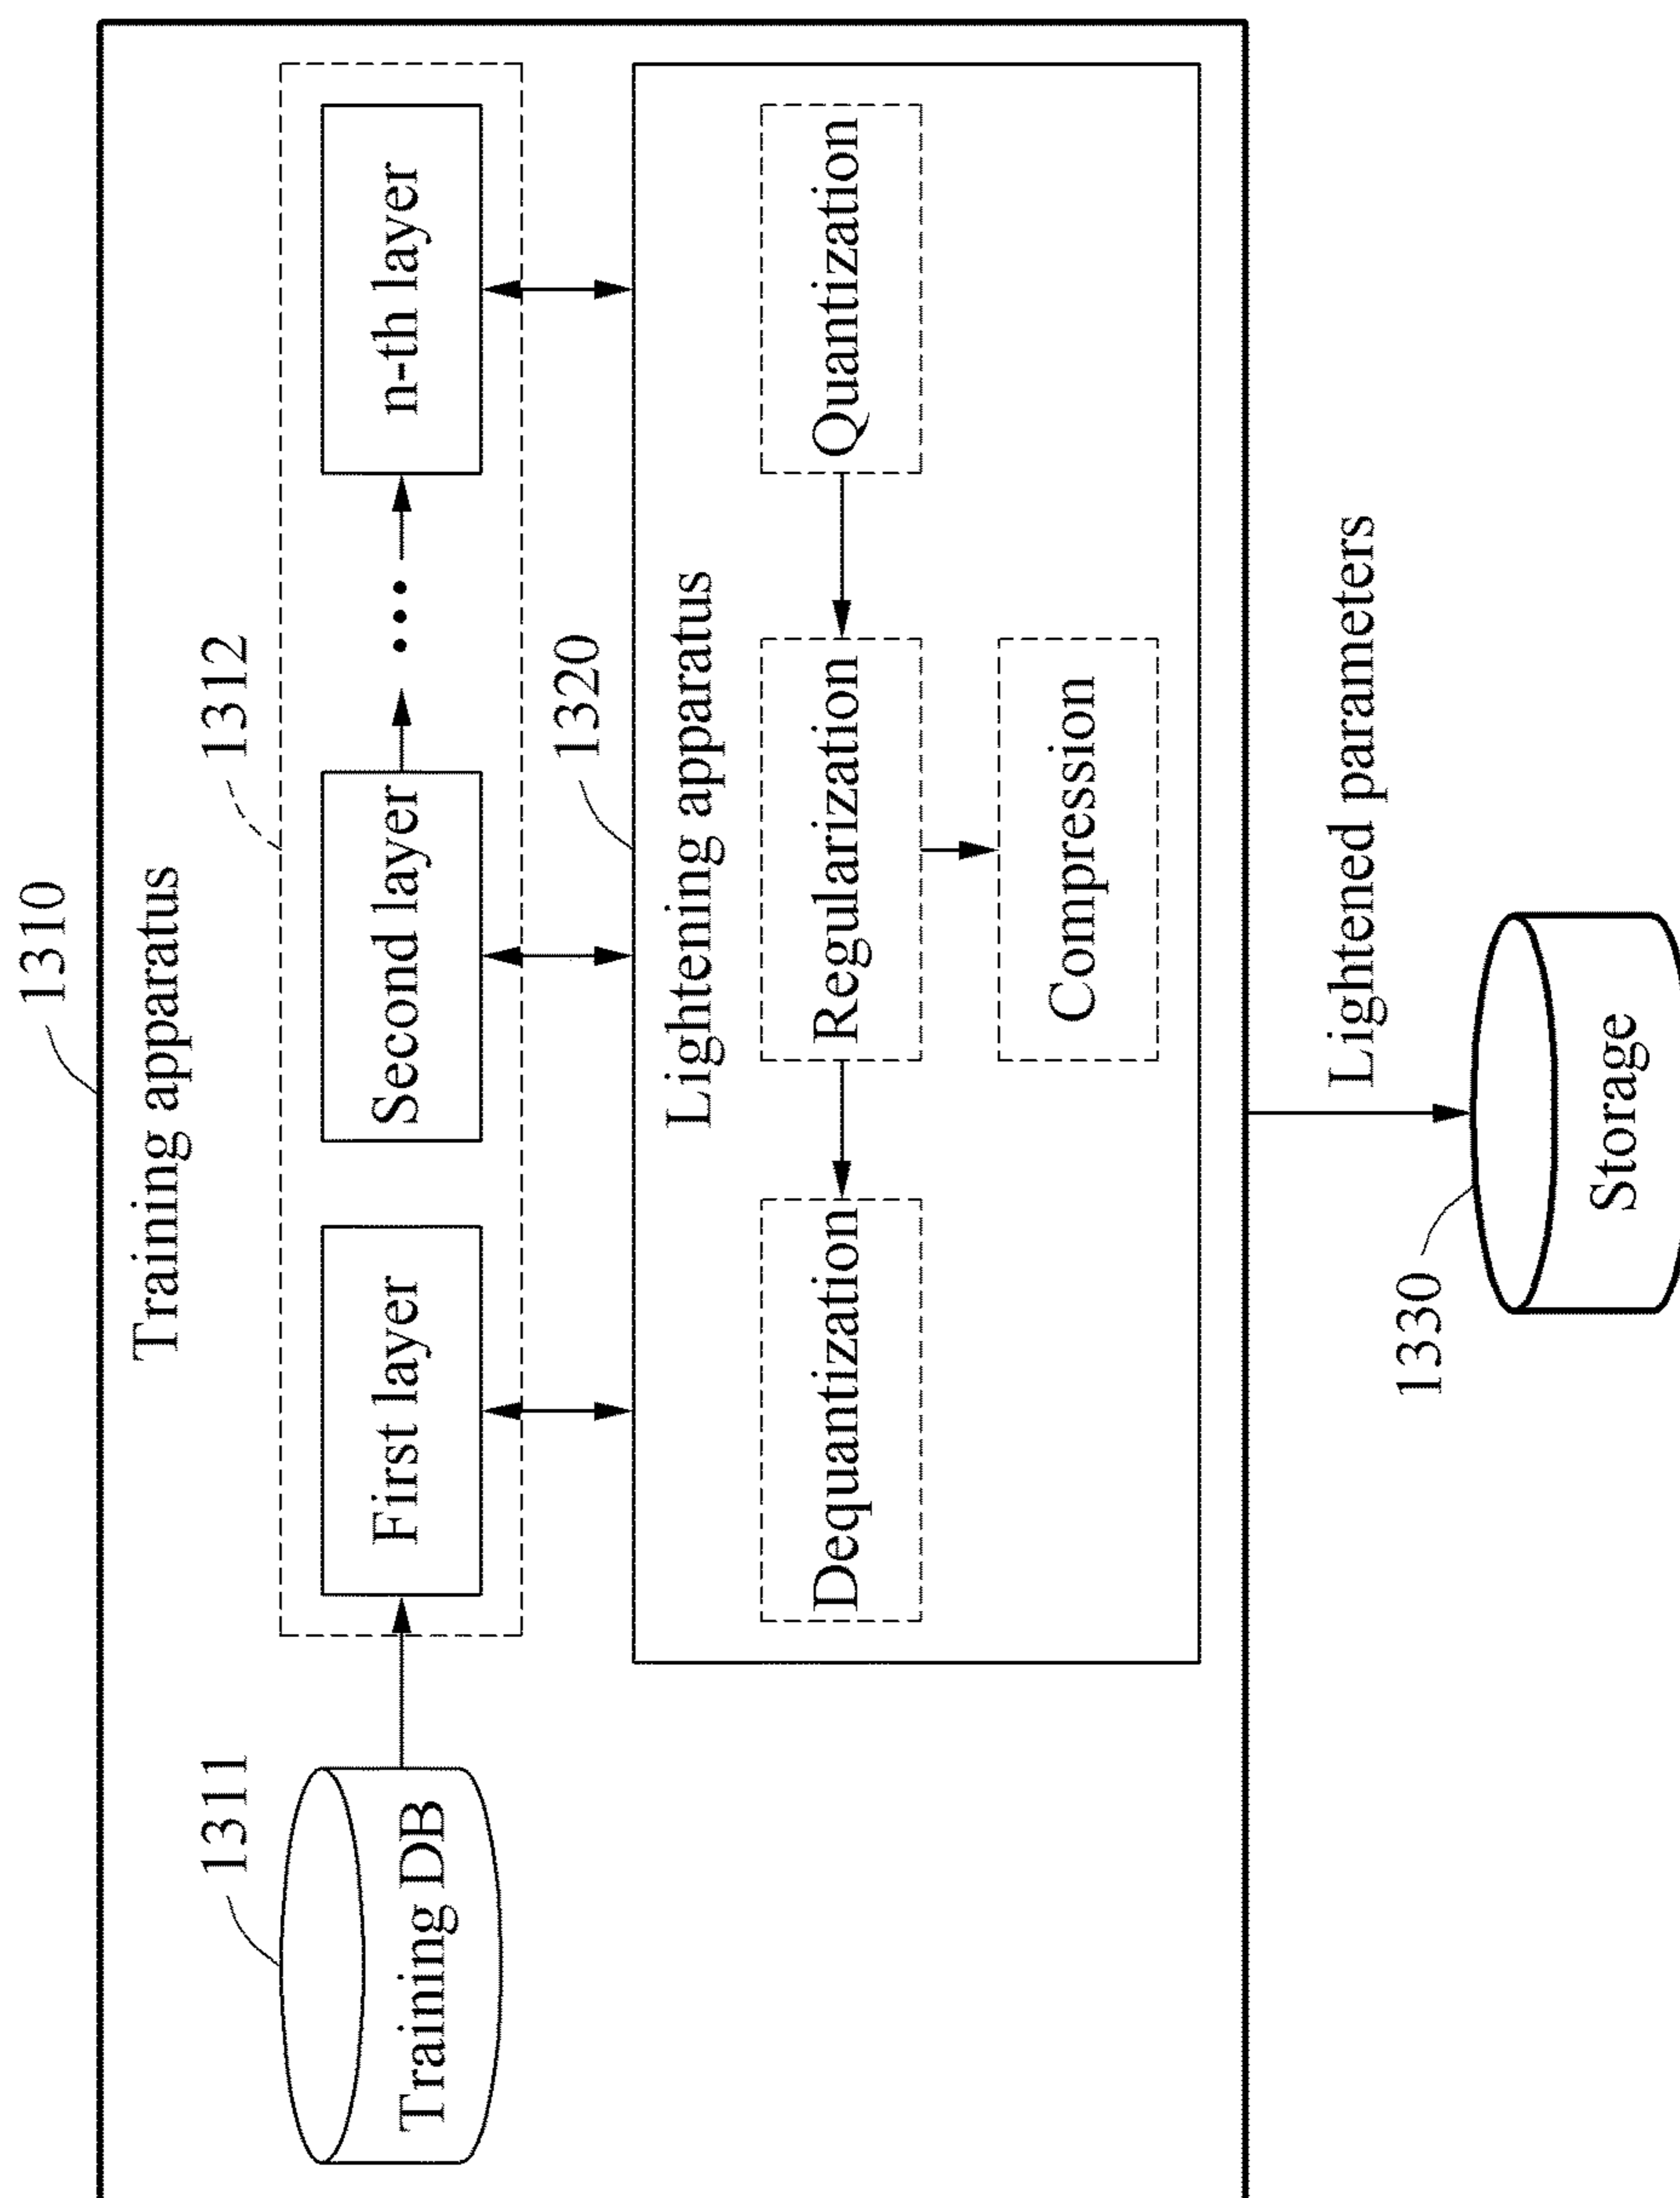 1310
Training apparatus
1311
1312
Training DB
First layer
Second layer
...
n-th layer
1320
Lightening apparatus
Dequantization
Regularization
Quantization
Compression
Lightened parameters
1330
Storage